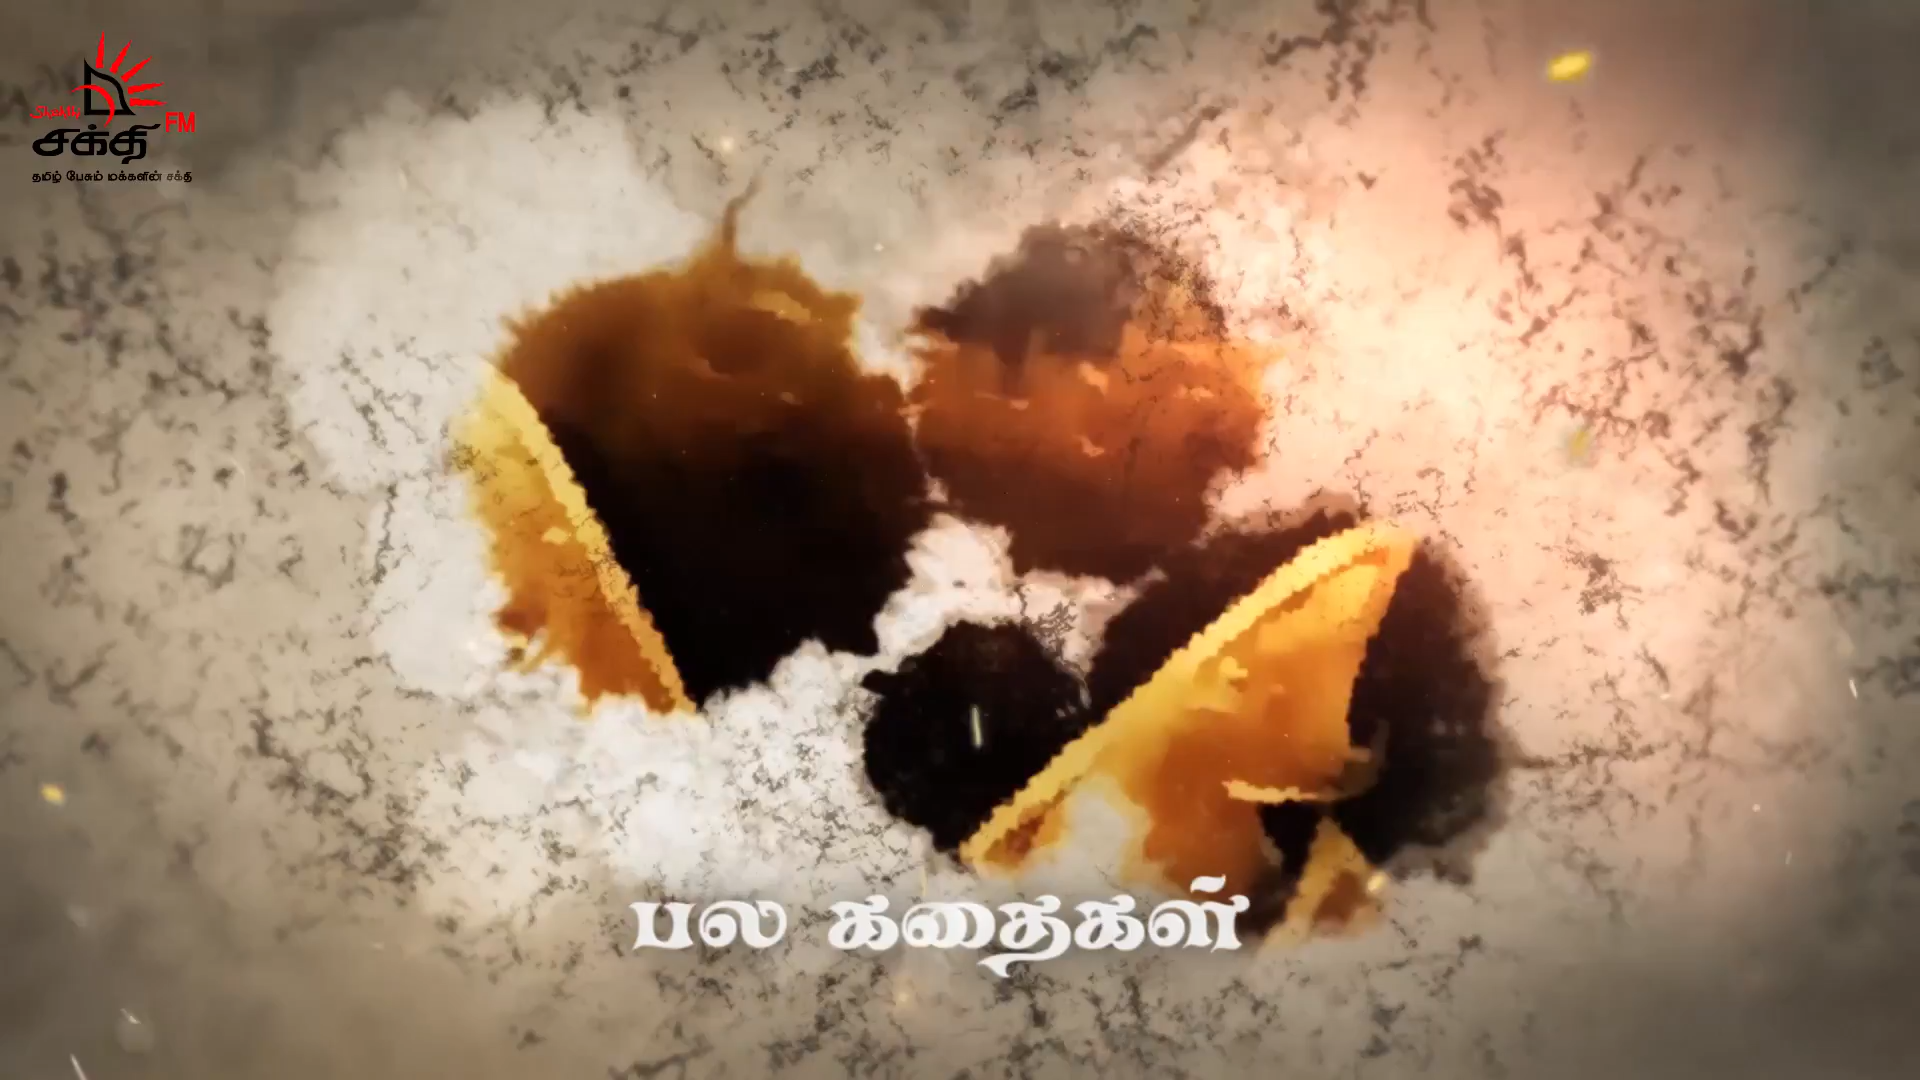 சக்தி FM
தமிழ் பேசும் மக்களின் சக்தி
பல கதைகள்